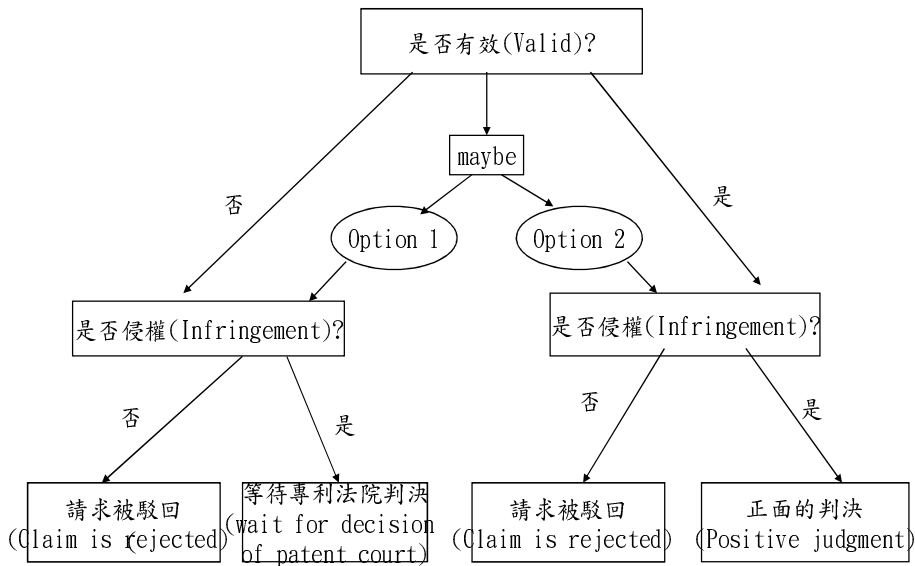 是否有效(Valid)?
maybe
否
是
Option 1
Option 2
是否侵權(Infringement)?
是否侵權(Infringement)?
否
是
否
是
請求被駁回
(Claim is rejected)
(
等待專利法院判決
(wait for decision
of patent court)
請求被駁回
(Claim is rejected)
正面的判決
(Positive judgment)